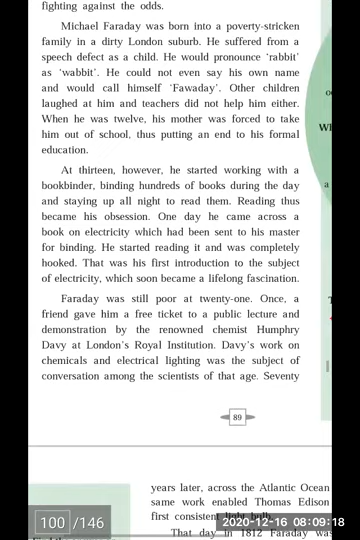 fighting against the odds.
Michael Faraday was born into a poverty-stricken
family in a dirty London suburb. He suffered from a
speech defect as a child. He would pronounce ‘rabbit’
as ‘wabbit’. He could not even say his own name
and would call himself ‘Fawaday’. Other children
laughed at him and teachers did not help him either.
When he was twelve, his mother was forced to take
him out of school, thus putting an end to his formal
education.
At thirteen, however, he started working with a
bookbinder, binding hundreds of books during the day
and staying up all night to read them. Reading thus
became his obsession. One day he came across a
book on electricity which had been sent to his master
for binding. He started reading it and was completely
hooked. That was his first introduction to the subject
of electricity, which soon became a lifelong fascination.
Faraday was still poor at twenty-one. Once, a
friend gave him a free ticket to a public lecture and
demonstration by the renowned chemist Humphry
Davy at London’s Royal Institution. Davy’s work on
chemicals and electrical lighting was the subject of
conversation among the scientists of that age. Seventy
89
years later, across the Atlantic Ocean
same work enabled Thomas Edison
first consistent light bulb.
That day in 1812 Faraday was
100 /146
2020-12-16 08:09:18